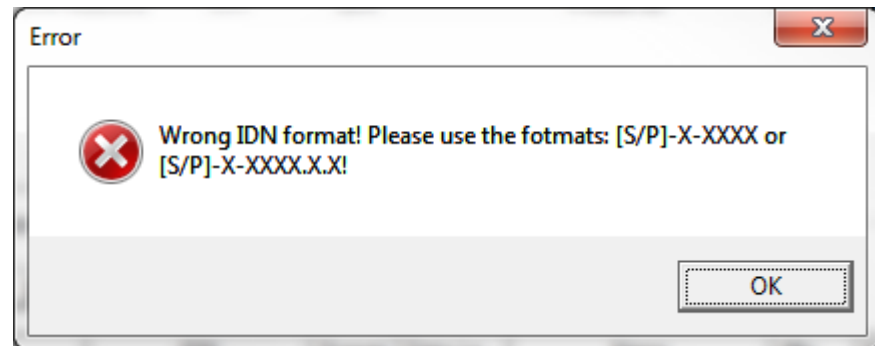 Error
Wrong IDN format! Please use the fotmats: [S/P]-X-XXXX or
[S/P]-X-XXXX.X.X!
OK